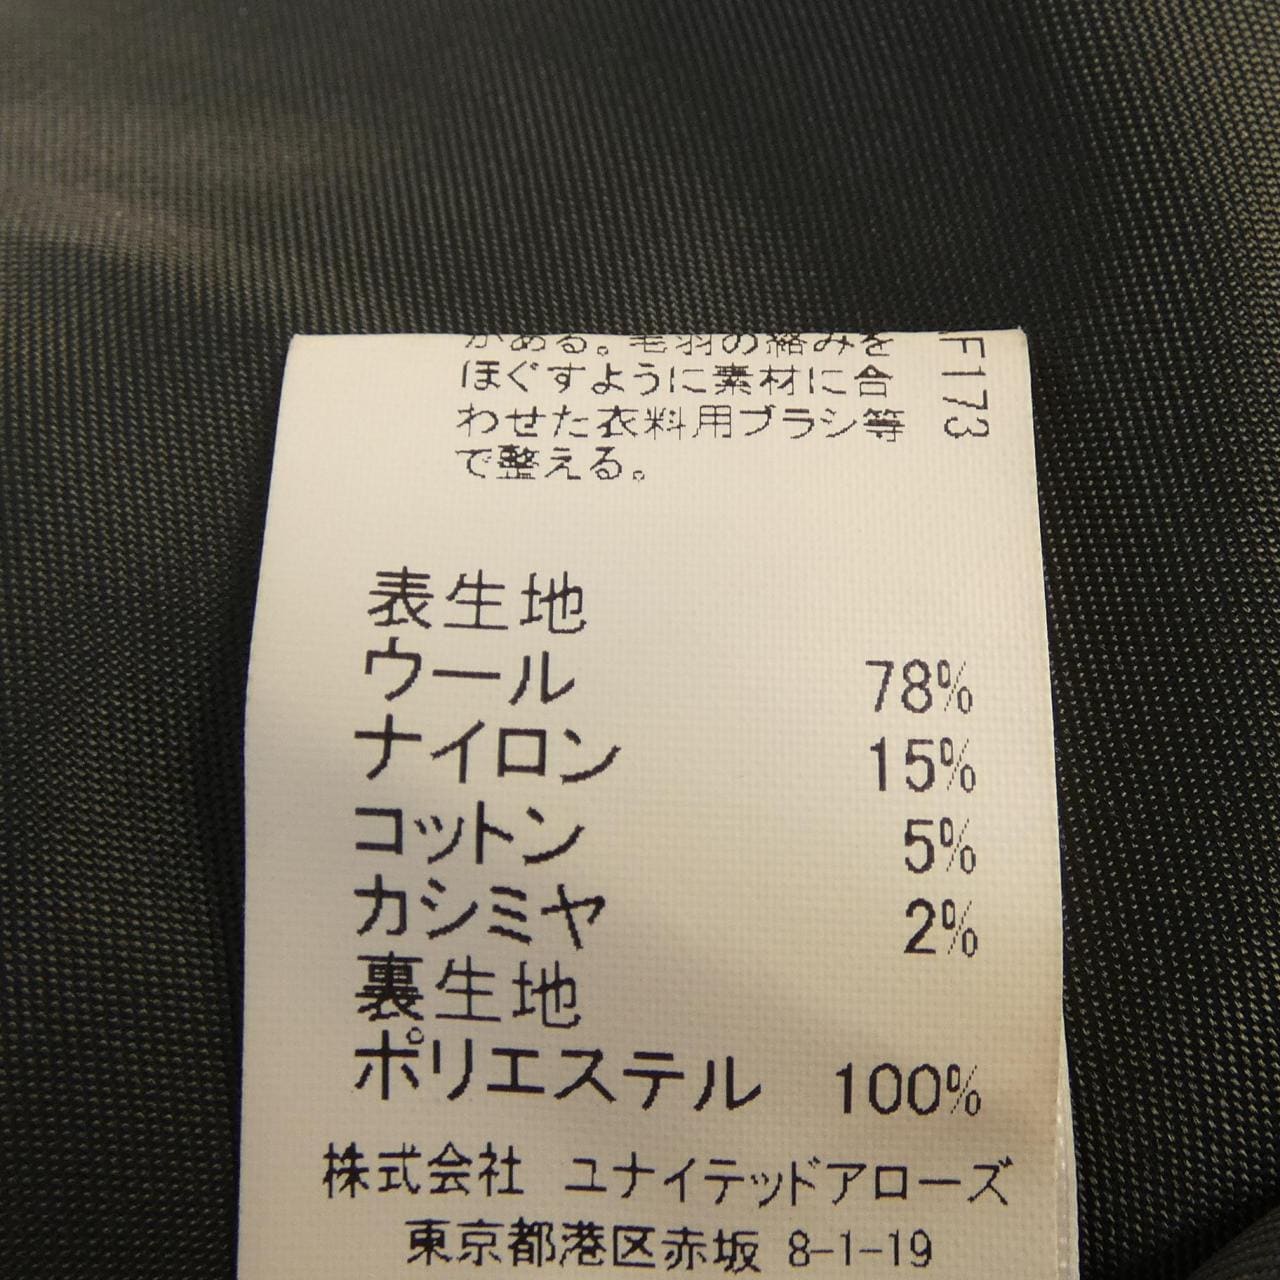 がある。毛羽の絡みを
ほぐすように素材に合
わせた衣料用ブラシ等
で整える。
F173
表生地
ウール 78%
ナイロン 15%
コットン 5%
カシミヤ 2%
裏生地
ポリエステル 100%
株式会社 ユナイテッドアローズ
東京都港区赤坂 8-1-19